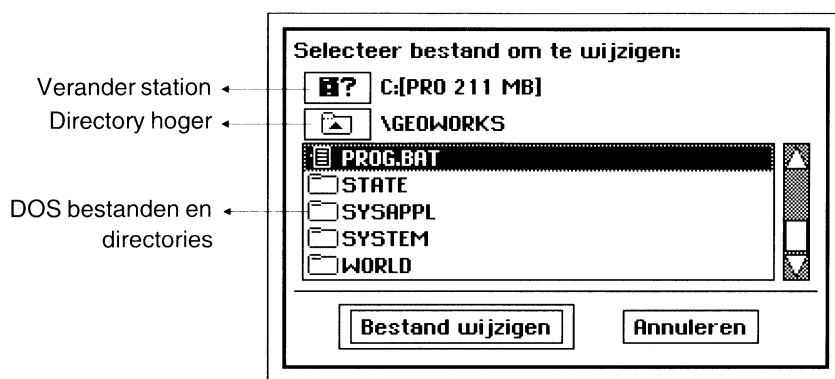 Selecteer bestand om te wijzigen:
Verander station
? C:[PRO 211 MB]
Directory hoger
\GEOWORKS
PROG.BAT
STATE
DOS bestanden en
directories
SYSAPPL
SYSTEM
WORLD
Bestand wijzigen
Annuleren